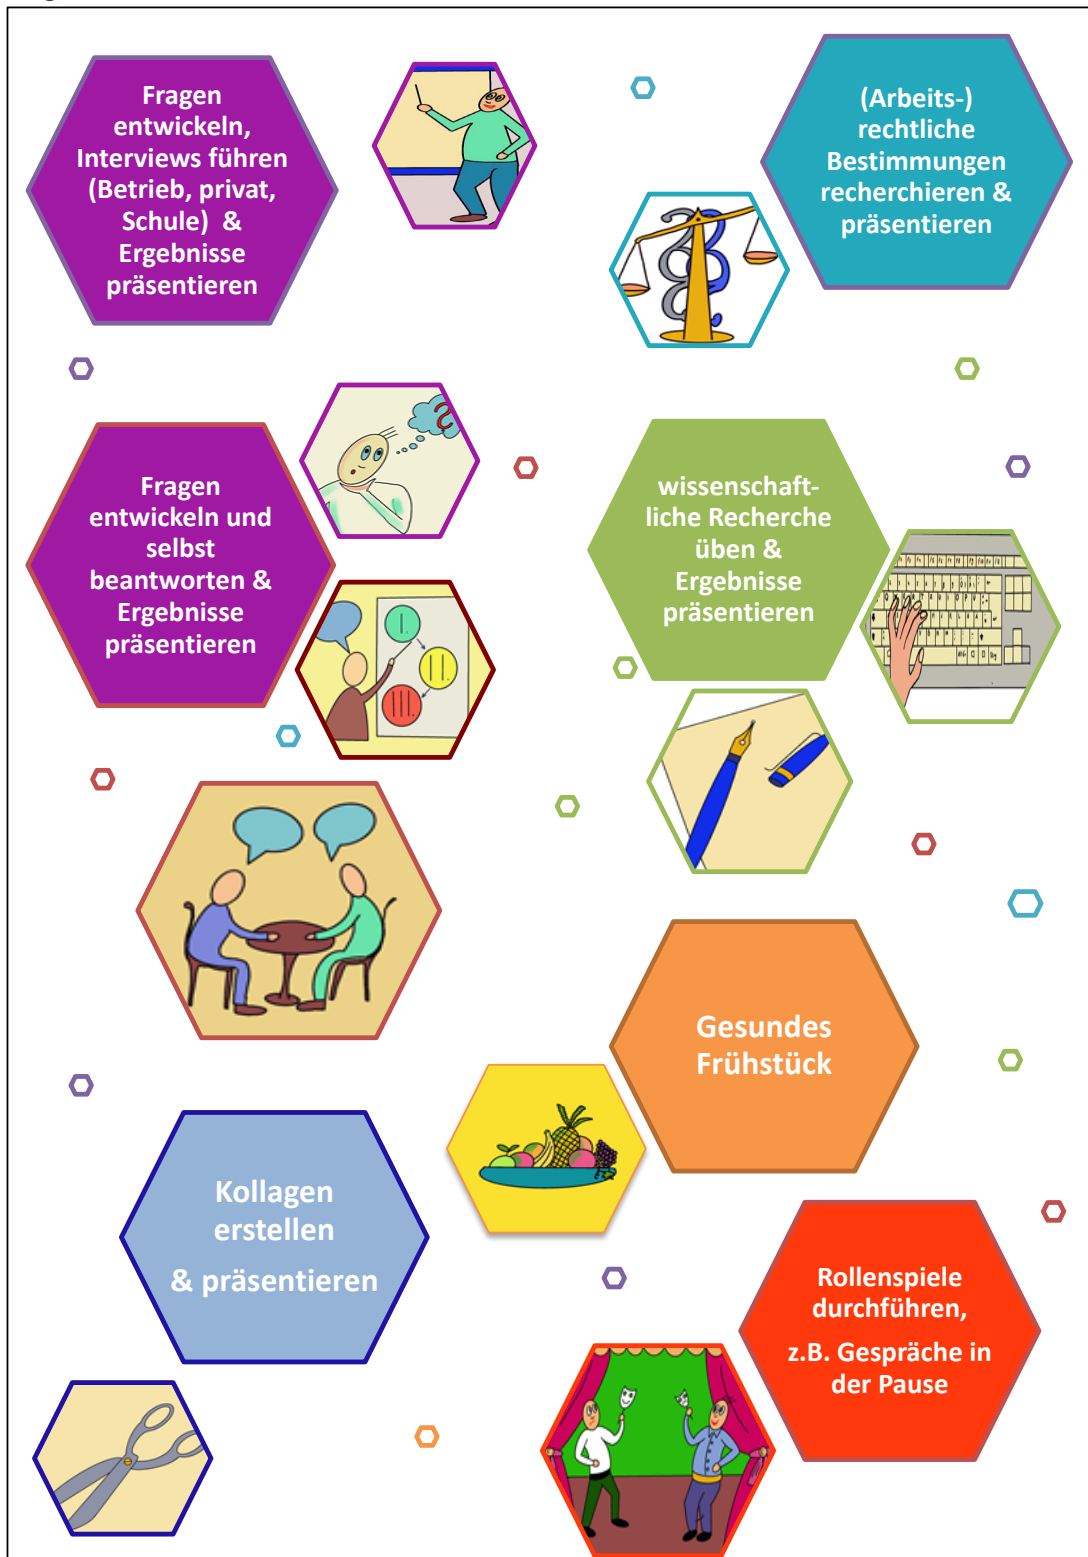 Fragen
entwickeln,
Interviews führen
(Betrieb, privat,
Schule) &
Ergebnisse
präsentieren
(Arbeits-)
rechtliche
Bestimmungen
recherchieren &
präsentieren
Fragen
entwickeln und
selbst
beantworten &
Ergebnisse
präsentieren
I.
II.
III.
wissenschaft-
liche Recherche
üben &
Ergebnisse
präsentieren
Gesundes
Frühstück
Kollagen
erstellen
& präsentieren
Rollenspiele
durchführen,
z.B. Gespräche in
der Pause